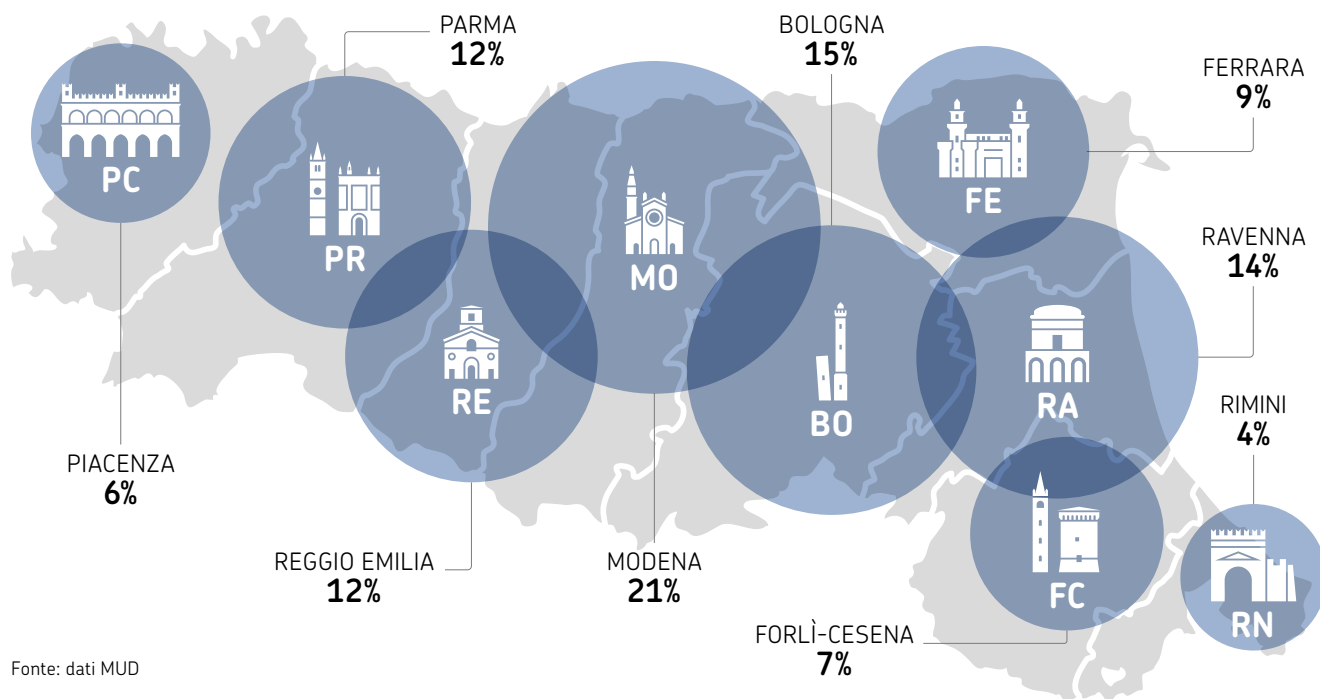 PARMA
12%
BOLOGNA
15%
FERRARA
9%
PC
FE
PR
MO
RAVENNA
14%
RE
BO
RA
RIMINI
4%
PIACENZA
6%
REGGIO EMILIA
12%
MODENA
21%
FC
RN
FORLÌ-CESENA
7%
Fonte: dati MUD